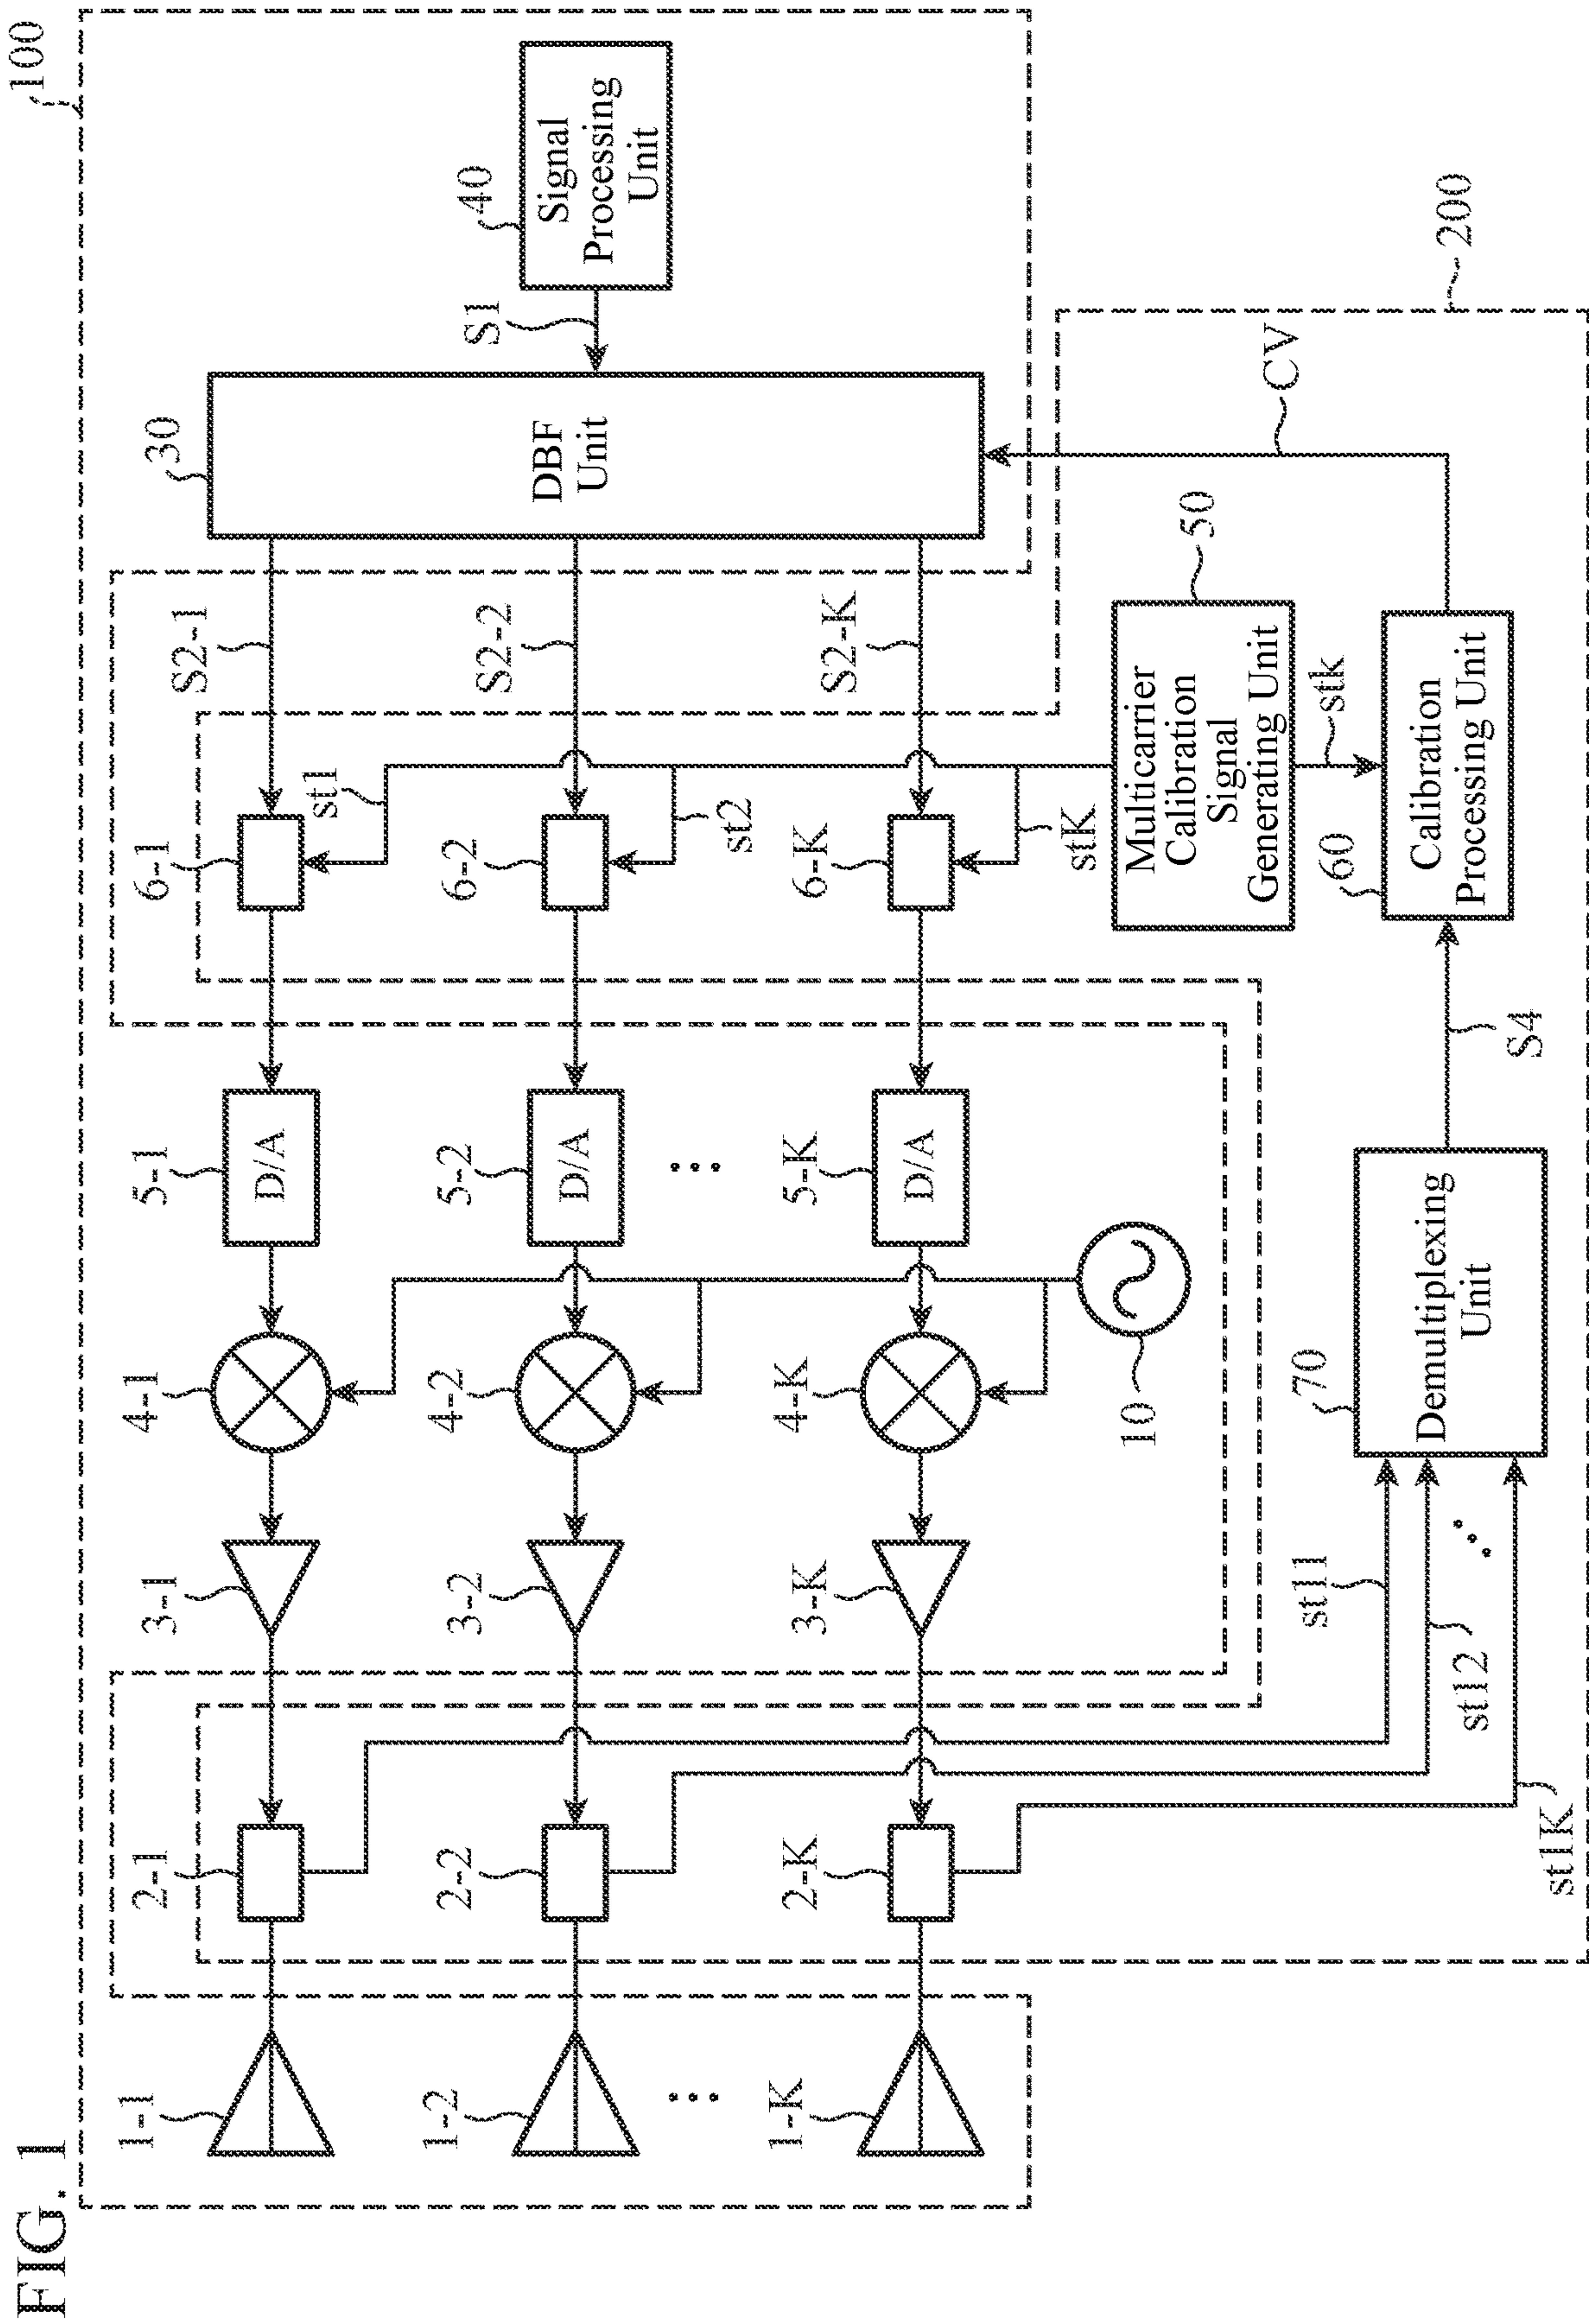 FIG. 1
100
1-1
2-1
3-1
4-1
5-1
D/A
6-1
st1
S2-1
30
DBF
Unit
S1
40
Signal
Processing
Unit
1-2
2-2
3-2
4-2
5-2
D/A
6-2
st2
S2-2
1-K
2-K
3-K
4-K
5-K
D/A
6-K
stK
S2-K
10
50
Multicarrier
Calibration
Signal
Generating Unit
stk
CV
200
st11
st12
st1K
70
Demultiplexing
Unit
S4
60
Calibration
Processing Unit